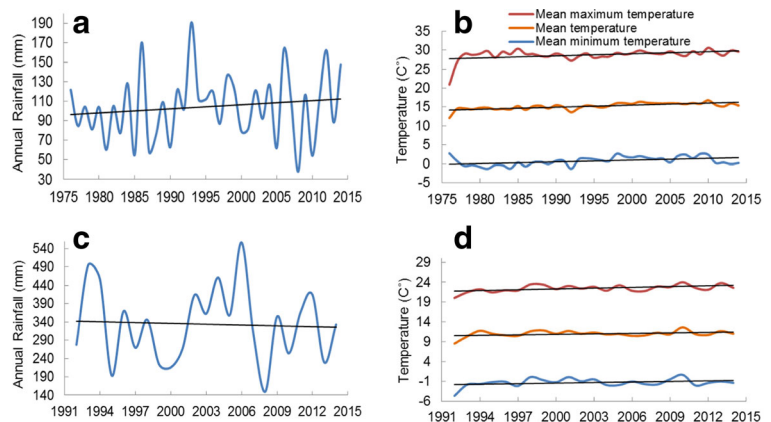 a
Annual Rainfall (mm)
190
170
150
130
110
90
70
50
30
1975 1980 1985 1990 1995 2000 2005 2010 2015
b
Mean maximum temperature
Mean temperature
Mean minimum temperature
Temperature (C°)
35
30
25
20
15
10
5
0
-5
1975 1980 1985 1990 1995 2000 2005 2010 2015
c
Annual Rainfall (mm)
540
490
440
390
340
290
240
190
140
1991 1994 1997 2000 2003 2006 2009 2012 2015
d
Temperature (C°)
29
24
19
14
9
4
-1
-6
1991 1994 1997 2000 2003 2006 2009 2012 2015